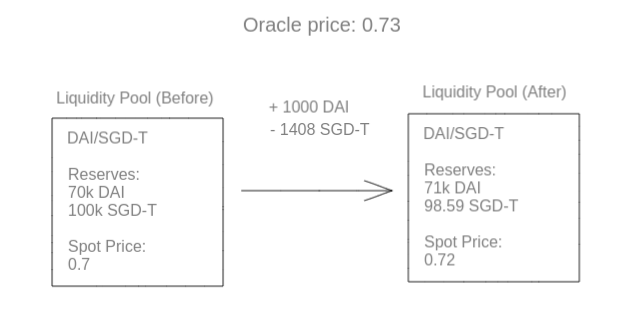 Oracle price: 0.73
Liquidity Pool (Before)
DAI/SGD-T
Reserves:
70k DAI
100k SGD-T
Spot Price:
0.7
+ 1000 DAI
- 1408 SGD-T
Liquidity Pool (After)
DAI/SGD-T
Reserves:
71k DAI
98.59 SGD-T
Spot Price:
0.72